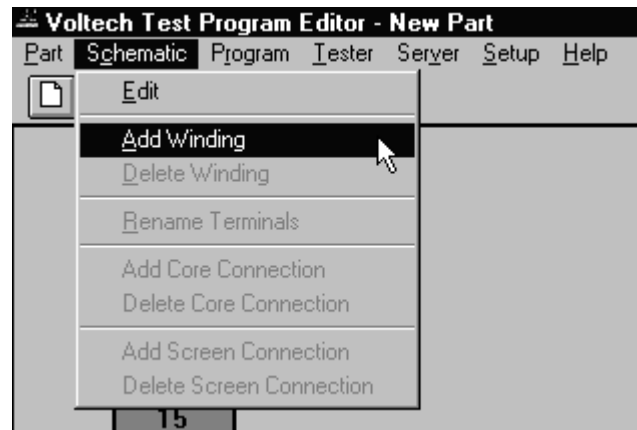 Voltech Test Program Editor - New Part
Part Schematic Program Tester Server Setup Help
Edit
Add Winding
Delete Winding
Rename Terminals
Add Core Connection
Delete Core Connection
Add Screen Connection
Delete Screen Connection
15